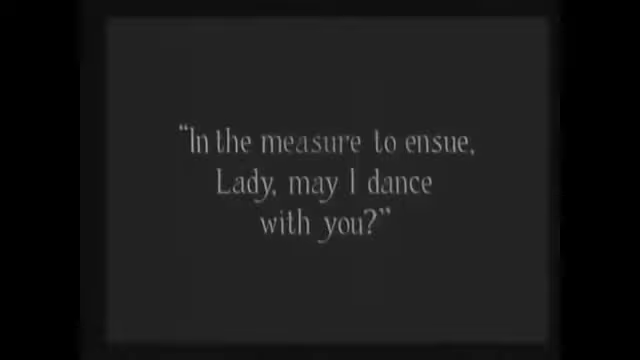 “In the measure to ensue,
Lady, may I dance
with you?”